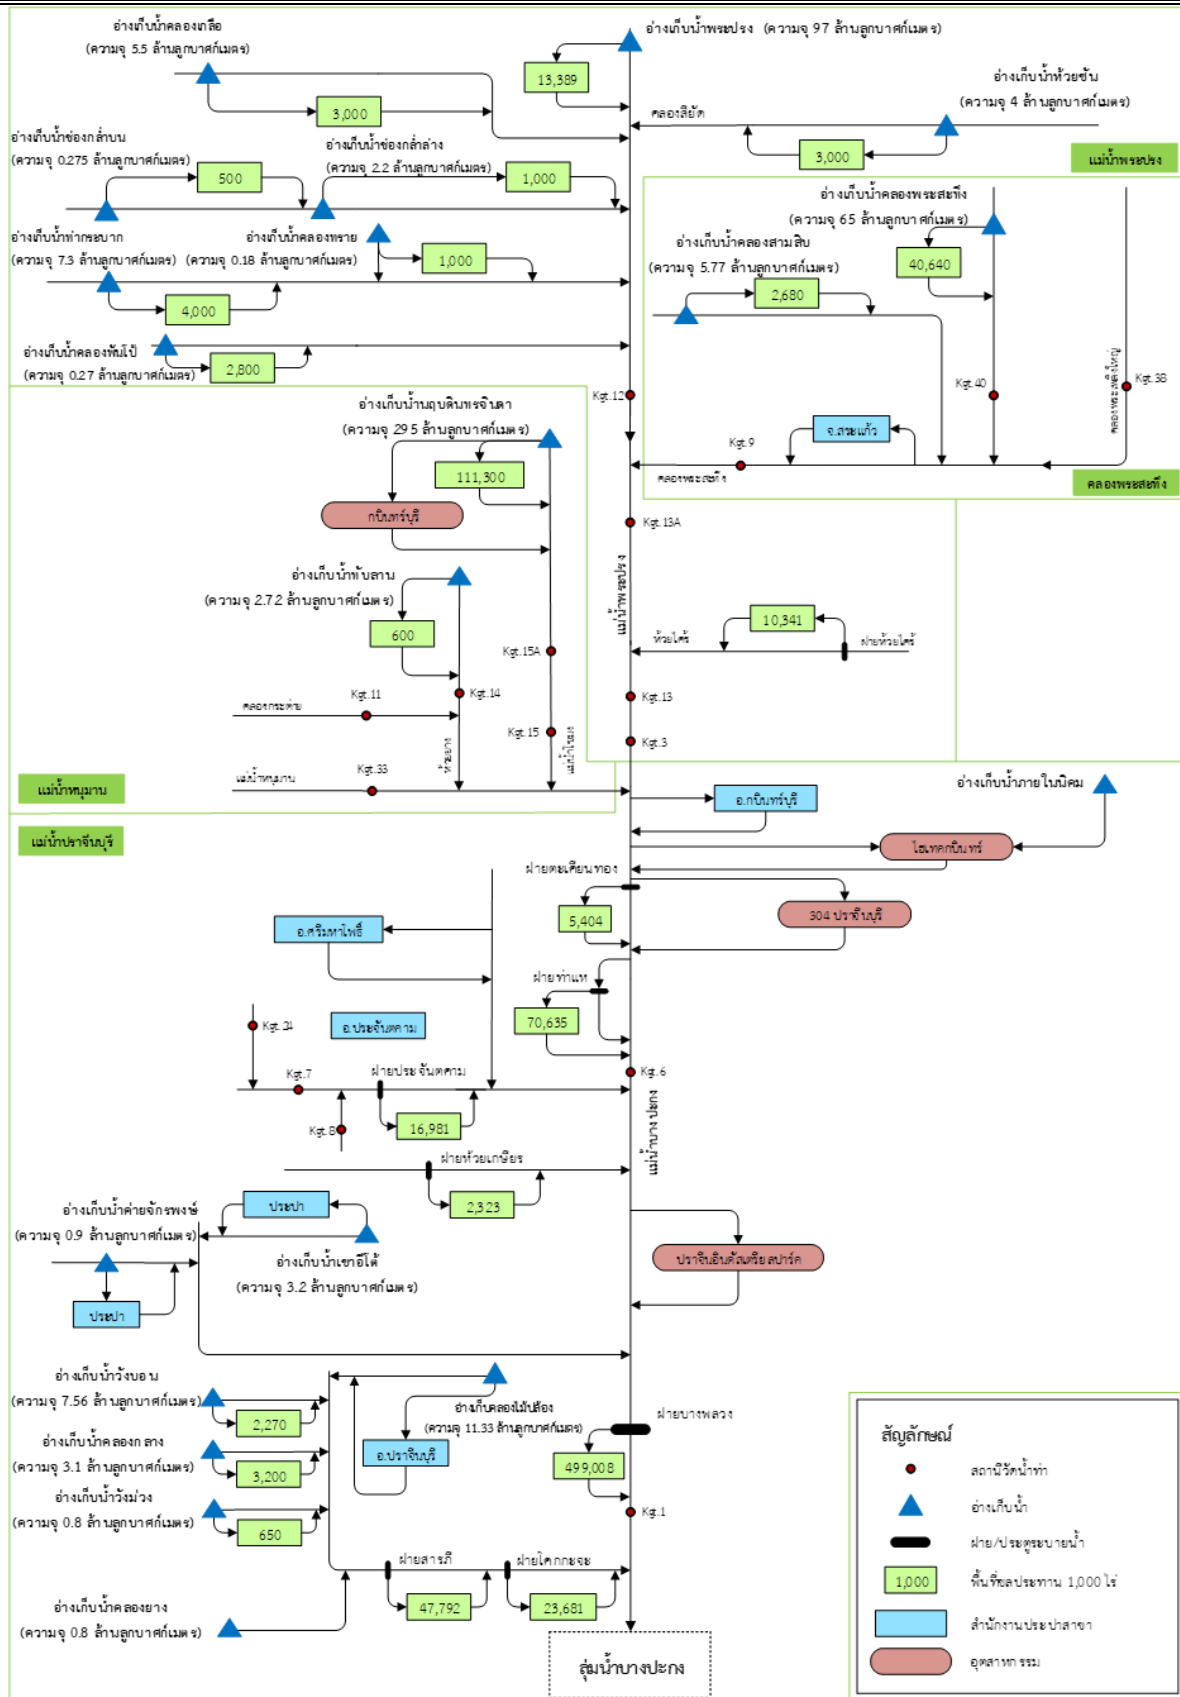 อ่างเก็บน้ำคลองเกลือ
(ความจุ 5.5 ล้านลูกบาศก์เมตร)
3,000
อ่างเก็บน้ำพระปรง (ความจุ 97 ล้านลูกบาศก์เมตร)
13,389
อ่างเก็บน้ำห้วยชัน
(ความจุ 4 ล้านลูกบาศก์เมตร)
คลองสียัด
3,000
แม่น้ำพระปรง
อ่างเก็บน้ำช่องกล่ำบน
(ความจุ 0.275 ล้านลูกบาศก์เมตร)
500
อ่างเก็บน้ำช่องกล่ำล่าง
(ความจุ 2.2 ล้านลูกบาศก์เมตร)
1,000
อ่างเก็บน้ำท่ากระบาก
(ความจุ 7.3 ล้านลูกบาศก์เมตร)
4,000
อ่างเก็บน้ำคลองทราย
(ความจุ 0.18 ล้านลูกบาศก์เมตร)
1,000
อ่างเก็บน้ำคลองพันโป้
(ความจุ 0.27 ล้านลูกบาศก์เมตร)
2,800
อ่างเก็บน้ำคลองพระสะทึง
(ความจุ 65 ล้านลูกบาศก์เมตร)
40,640
อ่างเก็บน้ำคลองสามสิบ
(ความจุ 5.77 ล้านลูกบาศก์เมตร)
2,680
Kgt.12
Kgt.40
Kgt.38
คลองพระเพลิงใหญ่
จ.สระแก้ว
Kgt.9
คลองพระสะทึง
คลองพระสะทึง
อ่างเก็บน้ำนฤบดินทรจินดา
(ความจุ 295 ล้านลูกบาศก์เมตร)
111,300
กบินทร์บุรี
Kgt.13A
แม่น้ำพระปรง
อ่างเก็บน้ำทับลาน
(ความจุ 2.72 ล้านลูกบาศก์เมตร)
600
10,341
ห้วยไคร้
ฝายห้วยไคร้
Kgt.15A
Kgt.14
Kgt.11
คลองกระต่าย
Kgt.13
Kgt.15
Kgt.3
ห้วยยาง
แม่น้ำใสน้อย
Kgt.33
แม่น้ำหนุมาน
แม่น้ำหนุมาน
อ.กบินทร์บุรี
อ่างเก็บน้ำภายในนิคม
แม่น้ำปราจีนบุรี
ไฮเทคกบินทร์
ฝายตะเคียนทอง
5,404
304 ปราจีนบุรี
อ.ศรีมหาโพธิ์
ฝายท่าแห
70,635
Kgt.24
อ.ประจันตคาม
Kgt.7
ฝายประจันตคาม
Kgt.6
16,981
Kgt.8
แม่น้ำบางปะกง
ฝายห้วยเกษียร
2,323
อ่างเก็บน้ำค่ายจักรพงษ์
(ความจุ 0.9 ล้านลูกบาศก์เมตร)
ประปา
ประปา
อ่างเก็บน้ำเขาอีโต้
(ความจุ 3.2 ล้านลูกบาศก์เมตร)
ปราจีนอินดัสเตรียลปาร์ค
อ่างเก็บน้ำวังบอน
(ความจุ 7.56 ล้านลูกบาศก์เมตร)
2,270
อ่างเก็บคลองไม้ปล้อง
(ความจุ 11.33 ล้านลูกบาศก์เมตร)
อ.ปราจีนบุรี
ฝายบางพลวง
499,008
Kgt.1
อ่างเก็บน้ำคลองกลาง
(ความจุ 3.1 ล้านลูกบาศก์เมตร)
3,200
อ่างเก็บน้ำวังม่วง
(ความจุ 0.8 ล้านลูกบาศก์เมตร)
650
ฝายสารภี
47,792
ฝายโคกกะจะ
23,681
อ่างเก็บน้ำคลองยาง
(ความจุ 0.8 ล้านลูกบาศก์เมตร)
ลุ่มน้ำบางปะกง
สัญลักษณ์
สถานีวัดน้ำท่า
อ่างเก็บน้ำ
ฝาย/ประตูระบายน้ำ
1,000
พื้นที่ชลประทาน 1,000 ไร่
สำนักงานประปาสาขา
อุตสาหกรรม